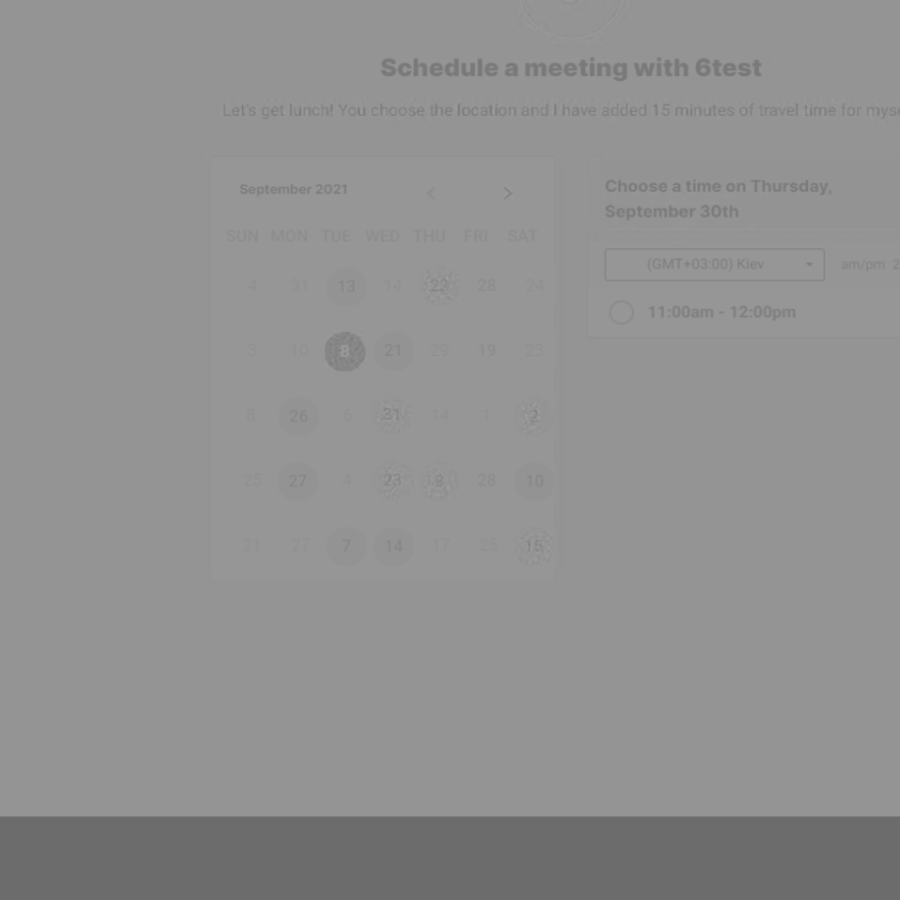 Schedule a meeting with 6test
Let's get lunch! You choose the location and I have added 15 minutes of travel time for myse
September 2021 < >
SUN MON TUE WED THU FRI SAT
4 31 13 14 22 28 24
3 10 8 21 29 19 23
8 26 6 31 14 1 2
25 27 4 23 18 28 10
21 27 7 14 17 25 15
Choose a time on Thursday,
September 30th
(GMT+03:00) Kiev am/pm 2
11:00am - 12:00pm